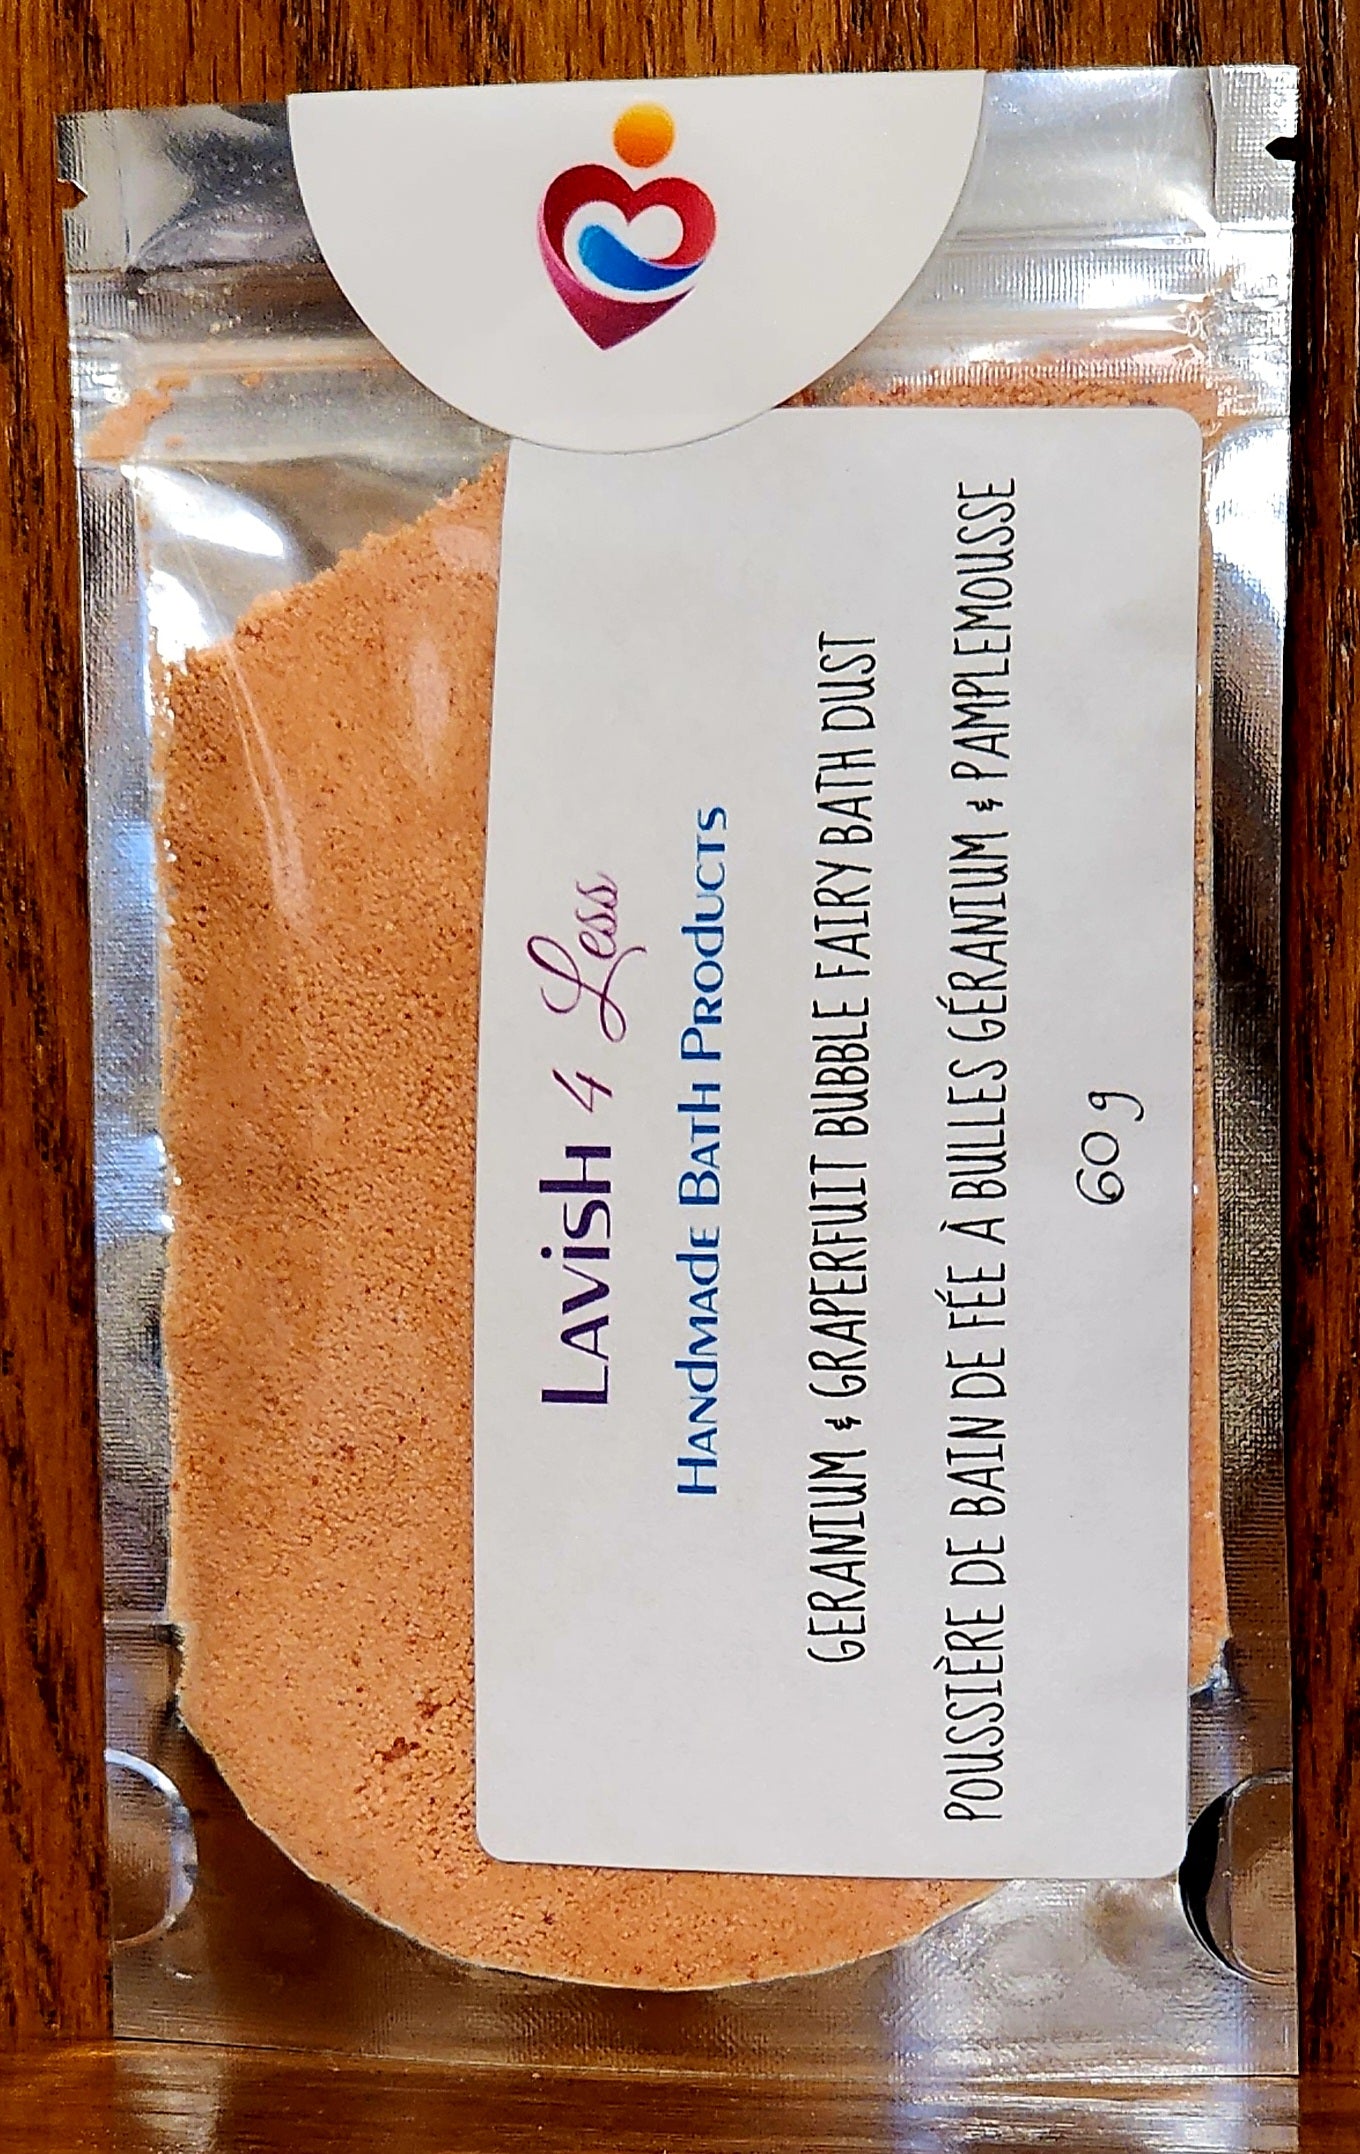 Lavish 4 Less
Handmade Bath Products
GERANIUM & GRAPERFUIT BUBBLE FAIRY BATH DUST
POUSSIÈRE DE BAIN DE FÉE À BULLES GÉRANIUM & PAMPLEMOUSSE
60 g